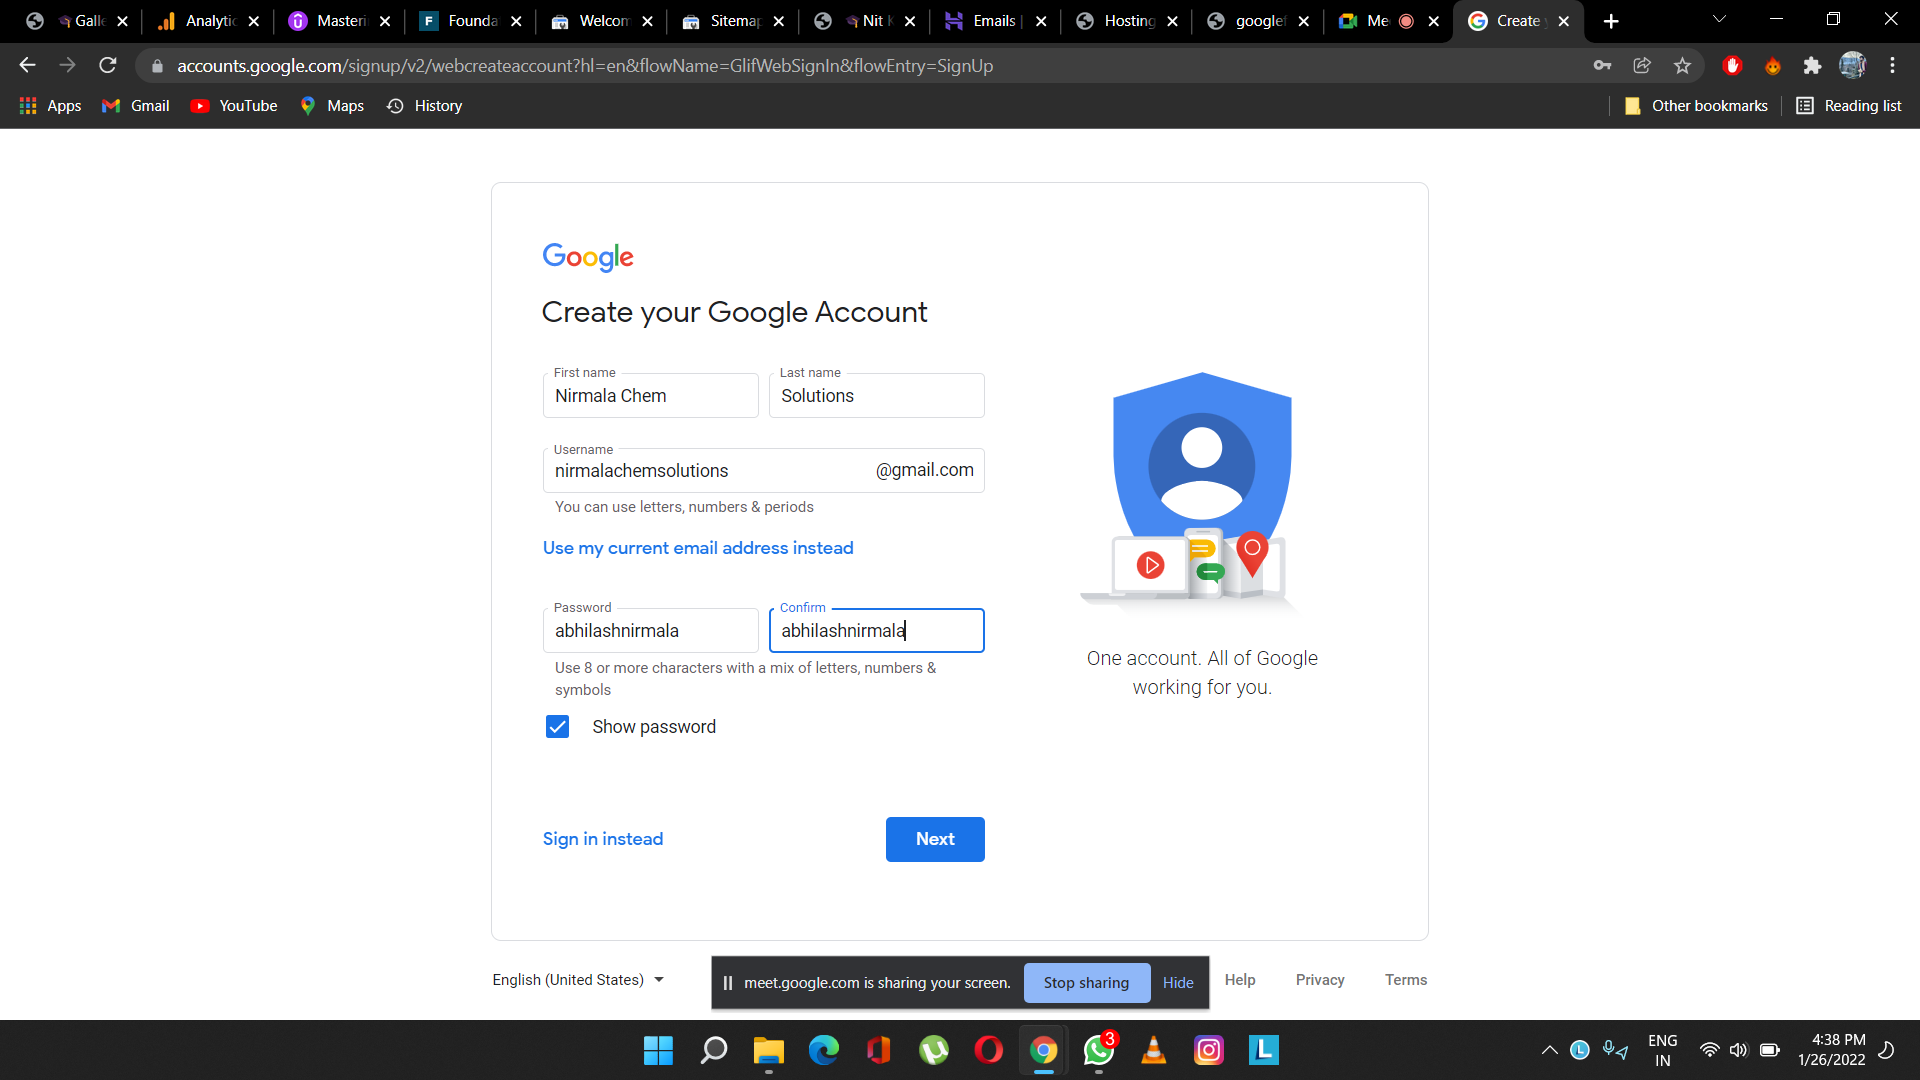 Galle
Analytic
Masteri
Founda
Welcom
Sitemap
Nit K
Emails |
Hosting
googlef
Me
Create y
accounts.google.com/signup/v2/webcreateaccount?hl=en&flowName=GlifWebSignIn&flowEntry=SignUp
Apps Gmail YouTube Maps History Other bookmarks Reading list
Google
Create your Google Account
First name Last name
Nirmala Chem Solutions
Username
nirmalachemsolutions @gmail.com
You can use letters, numbers & periods
Use my current email address instead
Password Confirm
abhilashnirmala abhilashnirmala
Use 8 or more characters with a mix of letters, numbers &
symbols
Show password
Sign in instead Next
One account. All of Google
working for you.
English (United States) Help Privacy Terms
meet.google.com is sharing your screen. Stop sharing Hide
3
ENG
IN
4:38 PM
1/26/2022